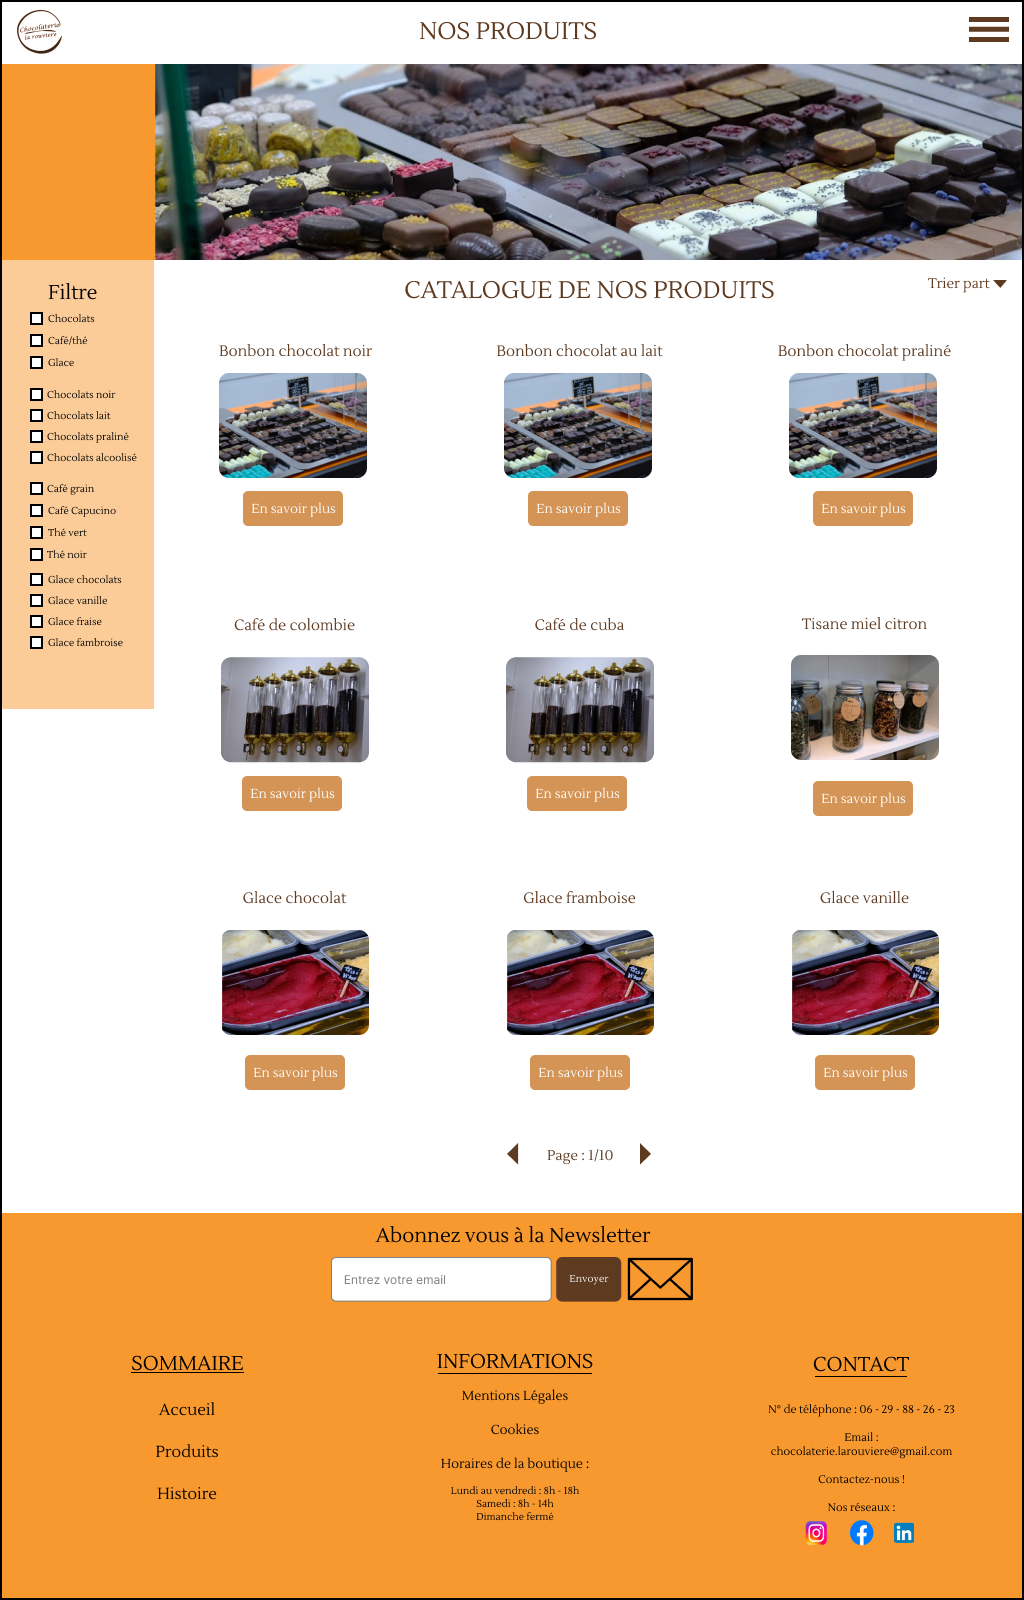 Chocolaterie
la rouviere
NOS PRODUITS
Filtre
Chocolats
Café/thé
Glace
Chocolats noir
Chocolats lait
Chocolats praliné
Chocolats alcoolisé
Café grain
Café Capucino
Thé vert
Thé noir
Glace chocolats
Glace vanille
Glace fraise
Glace fambroise
CATALOGUE DE NOS PRODUITS
Trier part
Bonbon chocolat noir
Bonbon chocolat au lait
Bonbon chocolat praliné
En savoir plus
En savoir plus
En savoir plus
Café de colombie
Café de cuba
Tisane miel citron
En savoir plus
En savoir plus
En savoir plus
Glace chocolat
Glace framboise
Glace vanille
En savoir plus
En savoir plus
En savoir plus
Page : 1/10
Abonnez vous à la Newsletter
Entrez votre email
Envoyer
SOMMAIRE
Accueil
Produits
Histoire
INFORMATIONS
Mentions Légales
Cookies
Horaires de la boutique :
Lundi au vendredi : 8h - 18h
Samedi : 8h - 14h
Dimanche fermé
CONTACT
N° de téléphone : 06 - 29 - 88 - 26 - 23
Email :
chocolaterie.larouviere@gmail.com
Contactez-nous !
Nos réseaux :